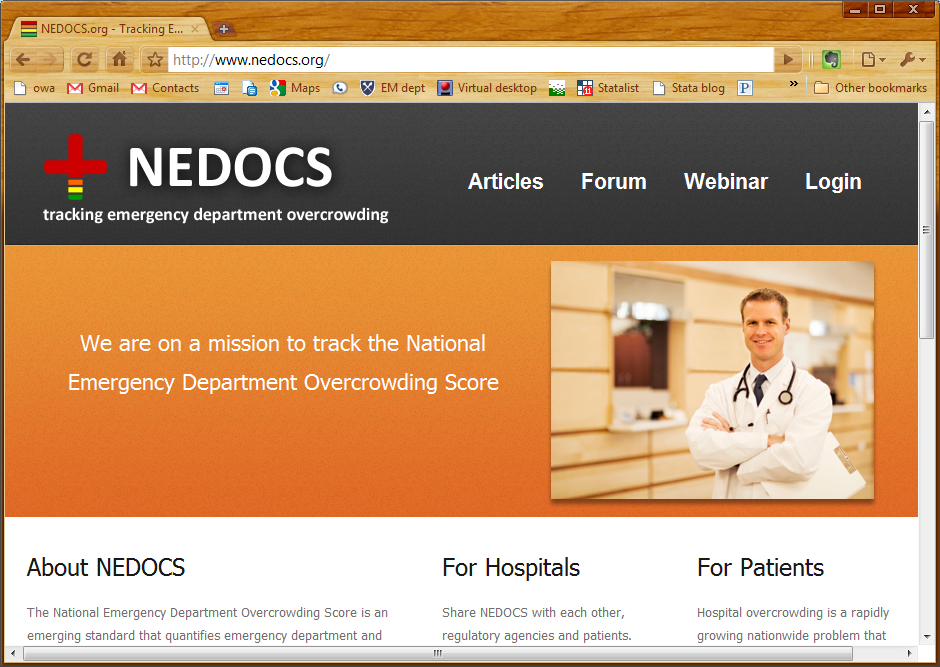 NEDOCS.org - Tracking E...
http://www.nedocs.org/
owa Gmail Contacts Maps EM dept Virtual desktop Statalist Stata blog P » Other bookmarks
NEDOCS
tracking emergency department overcrowding
Articles Forum Webinar Login
We are on a mission to track the National
Emergency Department Overcrowding Score
About NEDOCS
The National Emergency Department Overcrowding Score is an
emerging standard that quantifies emergency department and
For Hospitals
Share NEDOCS with each other,
regulatory agencies and patients.
For Patients
Hospital overcrowding is a rapidly
growing nationwide problem that